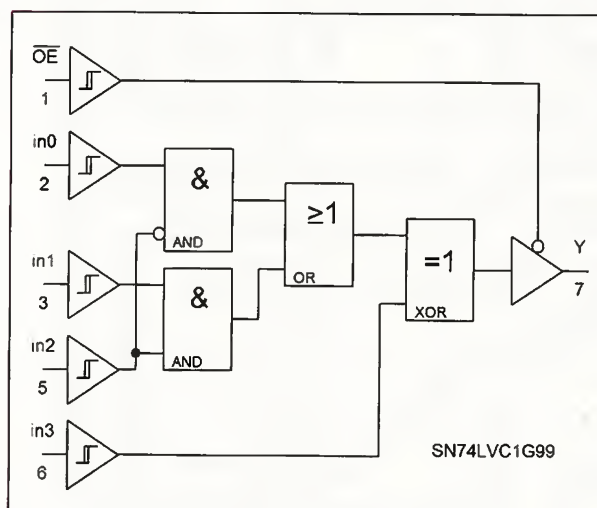 OE
1
in0
2
&
AND
≥1
OR
in1
3
&
AND
in2
5
=1
XOR
Y
7
in3
6
SN74LVC1G99